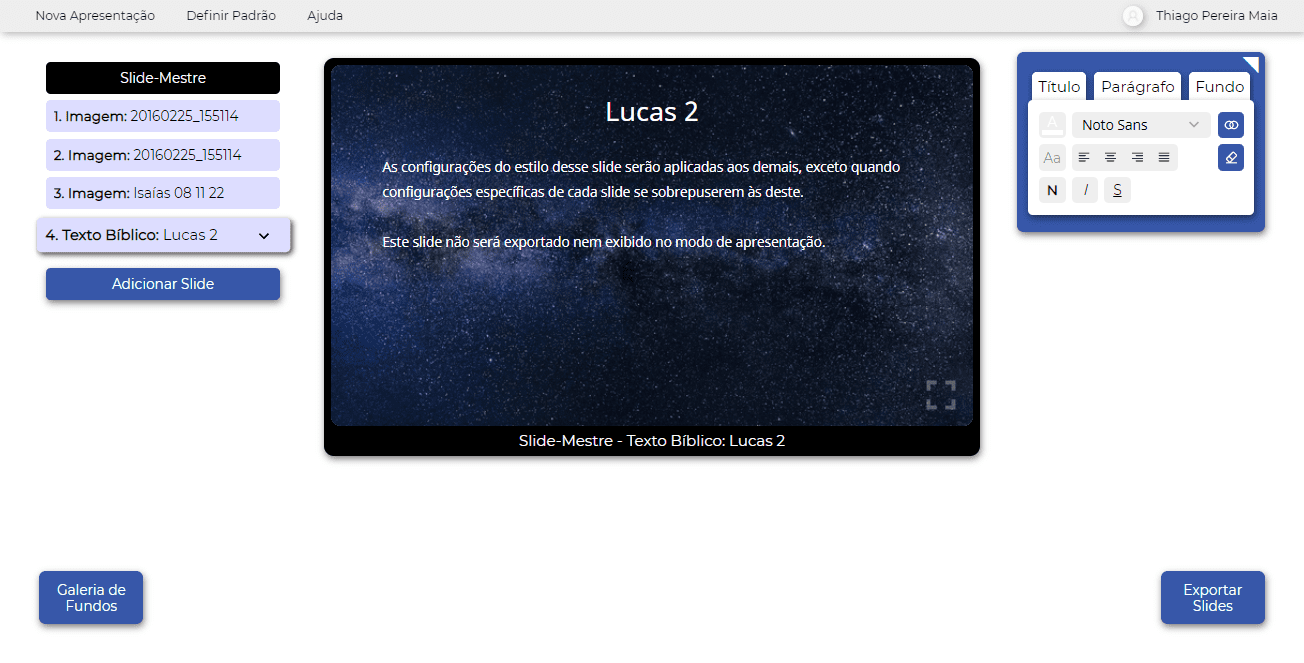 Nova Apresentação Definir Padrão Ajuda Thiago Pereira Maia
Slide-Mestre
1. Imagem: 20160225_155114
2. Imagem: 20160225_155114
3. Imagem: Isaías 08 11 22
4. Texto Bíblico: Lucas 2
Adicionar Slide
Lucas 2
As configurações do estilo desse slide serão aplicadas aos demais, exceto quando
configurações específicas de cada slide se sobrepuserem às deste.
Este slide não será exportado nem exibido no modo de apresentação.
Slide-Mestre - Texto Bíblico: Lucas 2
Título Parágrafo Fundo
A Noto Sans
Aa
N I S
Galeria de
Fundos
Exportar
Slides